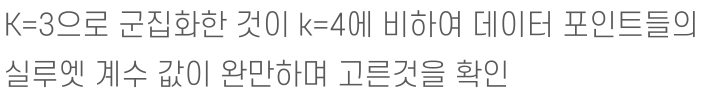 K=3으로 군집화한 것이 k=4에 비하여 데이터 포인트들의
실루엣 계수 값이 완만하며 고른것을 확인